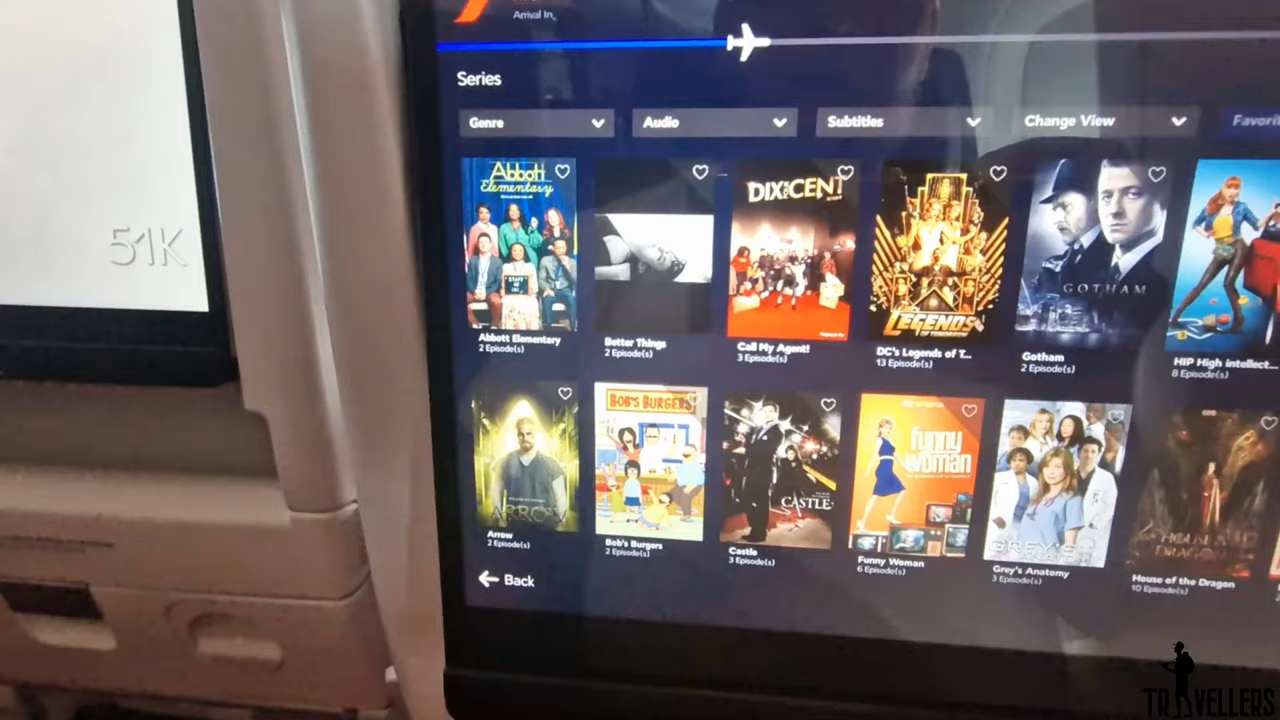 Arrival In
Series
Genre
Audio
Subtitles
Change View
Favorit
51K
Abbott
Elementary
DIX POUR CENT
LEGENDS
OF TOMORROW
GOTHAM
Abbott Elementary
2 Episode(s)
Better Things
2 Episode(s)
Call My Agent!
3 Episode(s)
DC's Legends of T...
13 Episode(s)
Gotham
2 Episode(s)
HIP High intellect...
8 Episode(s)
ARROW
BOB'S BURGERS
CASTLE
funny
woman
GREY'S
ANATOMY
HOUSE OF THE
DRAGON
Arrow
2 Episode(s)
Bob's Burgers
2 Episode(s)
Castle
3 Episode(s)
Funny Woman
6 Episode(s)
Grey's Anatomy
3 Episode(s)
House of the Dragon
10 Episode(s)
Back
TRAVELLERS